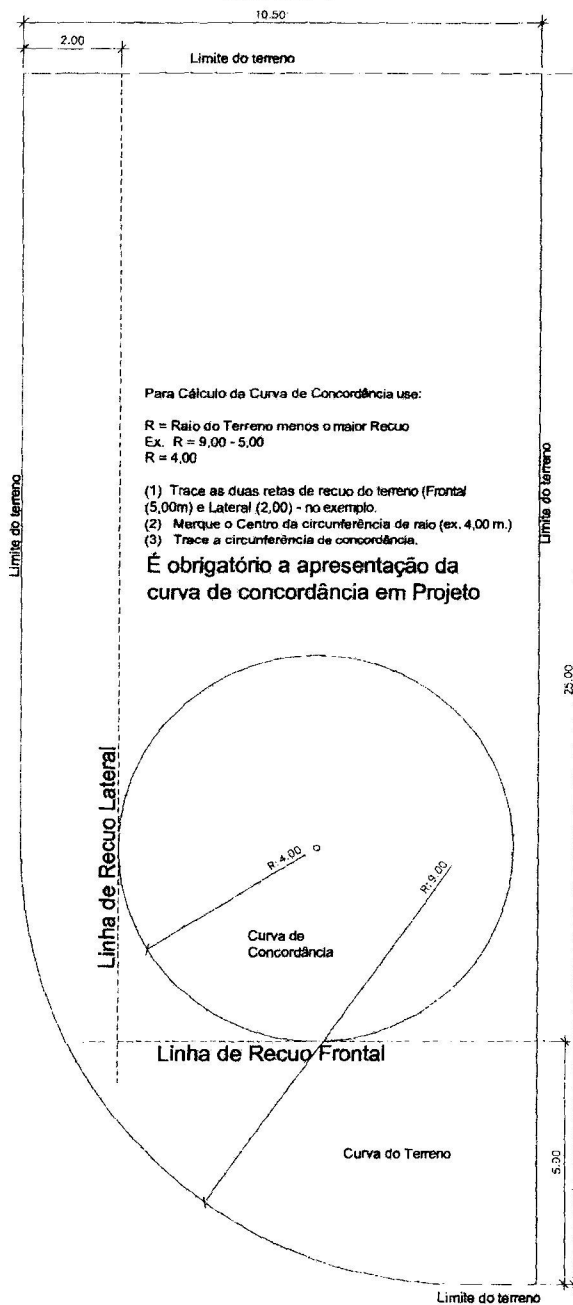 10.50
2.00
Limite do terreno
Para Cálculo da Curva de Concordância use:
R = Raio do Terreno menos o maior Recuo
Ex. R = 9,00 - 5,00
R = 4,00
(1) Trace as duas retas de recuo do terreno (Frontal
(5,00m) e Lateral (2,00) - no exemplo.
(2) Marque o Centro da circunferência de raio (ex. 4,00 m.)
(3) Trace a circunferência de concordância.
É obrigatório a apresentação da
curva de concordância em Projeto
Limite do terreno
Limite do terreno
25.00
Linha de Recuo Lateral
R:4.00
R:9.00
Curva de
Concordância
Linha de Recuo Frontal
Curva do Terreno
5.00
Limite do terreno